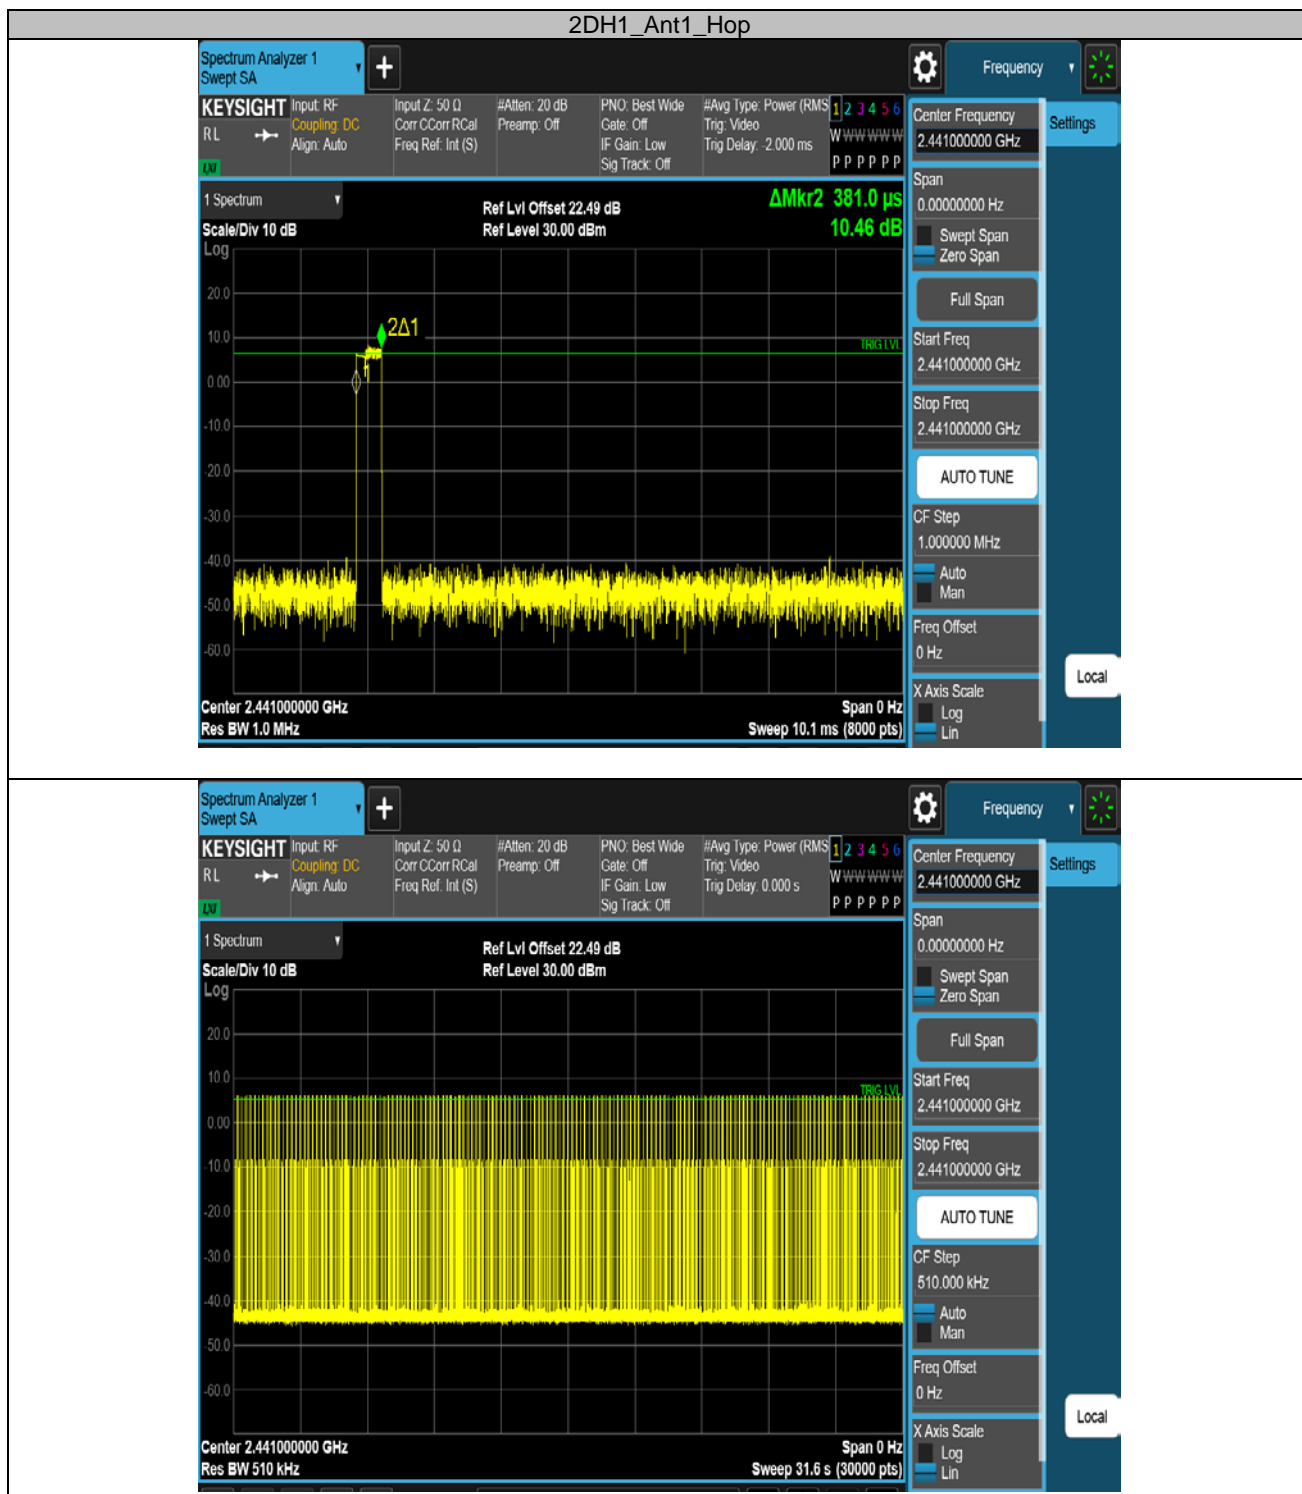 2DH1_Ant1_Hop
Spectrum Analyzer 1
Swept SA
+
Frequency
KEYSIGHT
R L
LXI
Input: RF
Coupling: DC
Align: Auto
Input Z: 50 Ω
Corr CCorr RCal
Freq Ref: Int (S)
#Atten: 20 dB
Preamp: Off
PNO: Best Wide
Gate: Off
IF Gain: Low
Sig Track: Off
#Avg Type: Power (RMS
Trig: Video
Trig Delay: -2.000 ms
1 2 3 4 5 6
W W W W W W
P P P P P P
1 Spectrum
Scale/Div 10 dB
Log
Ref Lvl Offset 22.49 dB
Ref Level 30.00 dBm
ΔMkr2 381.0 µs
10.46 dB
2Δ1
TRIG LVL
20.0
10.0
0.00
-10.0
-20.0
-30.0
-40.0
-50.0
-60.0
Center 2.441000000 GHz
Res BW 1.0 MHz
Span 0 Hz
Sweep 10.1 ms (8000 pts)
Center Frequency
2.441000000 GHz
Span
0.00000000 Hz
Swept Span
Zero Span
Full Span
Start Freq
2.441000000 GHz
Stop Freq
2.441000000 GHz
AUTO TUNE
CF Step
1.000000 MHz
Auto
Man
Freq Offset
0 Hz
X Axis Scale
Log
Lin
Settings
Local
Spectrum Analyzer 1
Swept SA
+
Frequency
KEYSIGHT
R L
LXI
Input: RF
Coupling: DC
Align: Auto
Input Z: 50 Ω
Corr CCorr RCal
Freq Ref: Int (S)
#Atten: 20 dB
Preamp: Off
PNO: Best Wide
Gate: Off
IF Gain: Low
Sig Track: Off
#Avg Type: Power (RMS
Trig: Video
Trig Delay: 0.000 s
1 2 3 4 5 6
W W W W W W
P P P P P P
1 Spectrum
Scale/Div 10 dB
Log
Ref Lvl Offset 22.49 dB
Ref Level 30.00 dBm
TRIG LVL
20.0
10.0
0.00
-10.0
-20.0
-30.0
-40.0
-50.0
-60.0
Center 2.441000000 GHz
Res BW 510 kHz
Span 0 Hz
Sweep 31.6 s (30000 pts)
Center Frequency
2.441000000 GHz
Span
0.00000000 Hz
Swept Span
Zero Span
Full Span
Start Freq
2.441000000 GHz
Stop Freq
2.441000000 GHz
AUTO TUNE
CF Step
510.000 kHz
Auto
Man
Freq Offset
0 Hz
X Axis Scale
Log
Lin
Settings
Local